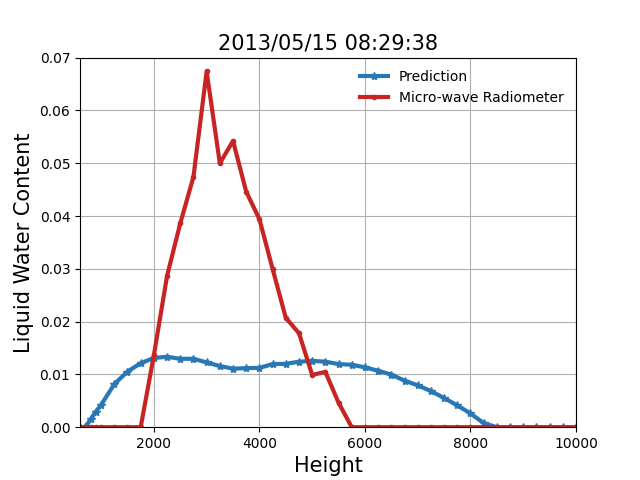 2013/05/15 08:29:38
0.07
0.06
0.05
0.04
0.03
0.02
0.01
0.00
Liquid Water Content
Prediction
Micro-wave Radiometer
2000 4000 6000 8000 10000
Height